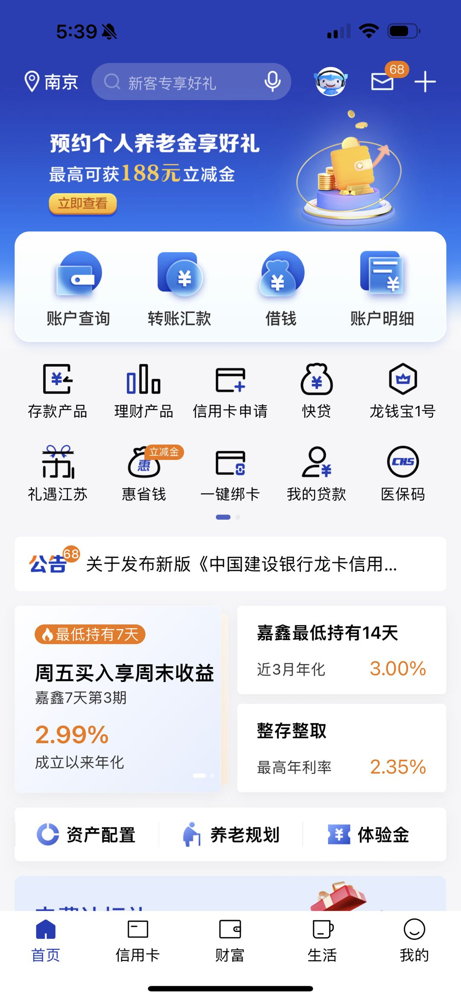 5:39
南京
新客专享好礼
68
预约个人养老金享好礼
最高可获188元立减金
立即查看
账户查询
转账汇款
借钱
账户明细
存款产品
理财产品
信用卡申请
快贷
龙钱宝1号
立减金
惠
CHS
礼遇江苏
惠省钱
一键绑卡
我的贷款
医保码
公告
68
关于发布新版《中国建设银行龙卡信用...
最低持有7天
周五买入享周末收益
嘉鑫7天第3期
2.99%
成立以来年化
嘉鑫最低持有14天
近3月年化
3.00%
整存整取
最高年利率
2.35%
资产配置
养老规划
体验金
首页
信用卡
财富
生活
我的